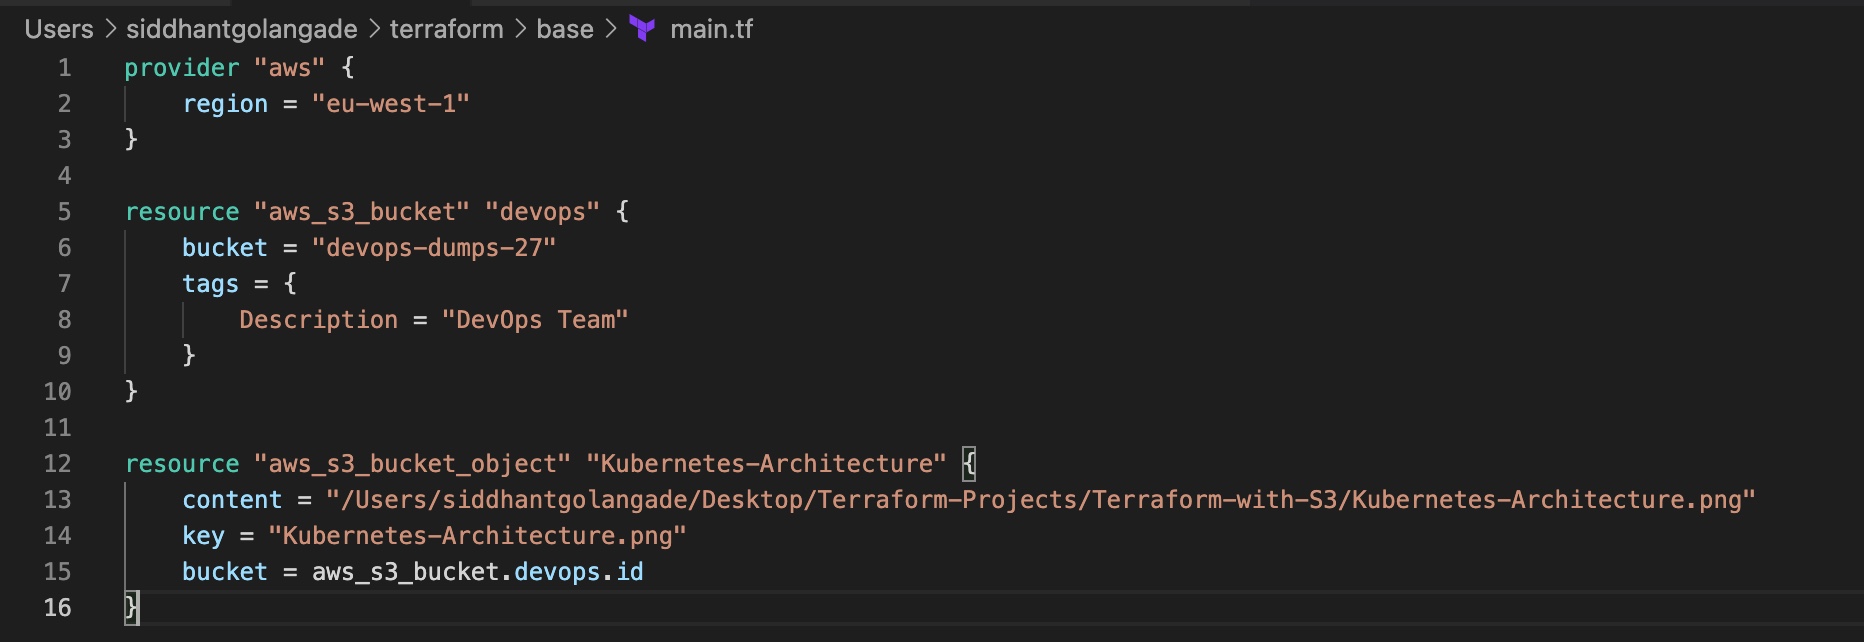 Users > siddhantgolangade > terraform > base > main.tf
1 provider "aws" {
2 region = "eu-west-1"
3 }
4
5 resource "aws_s3_bucket" "devops" {
6 bucket = "devops-dumps-27"
7 tags = {
8 Description = "DevOps Team"
9 }
10 }
11
12 resource "aws_s3_bucket_object" "Kubernetes-Architecture" {
13 content = "/Users/siddhantgolangade/Desktop/Terraform-Projects/Terraform-with-S3/Kubernetes-Architecture.png"
14 key = "Kubernetes-Architecture.png"
15 bucket = aws_s3_bucket.devops.id
16 }